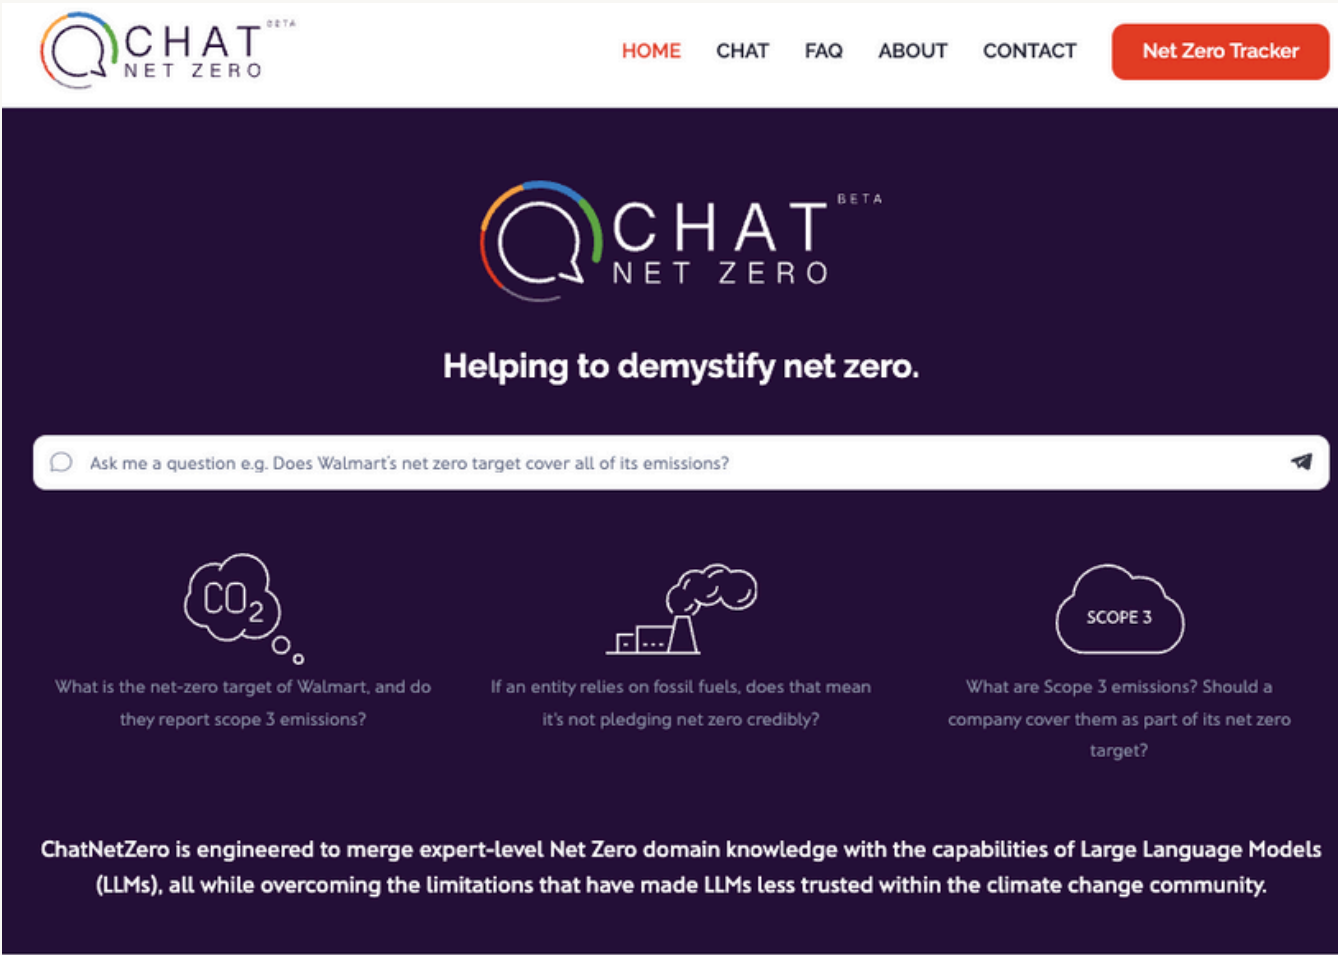 CHAT BETA
NET ZERO
HOME CHAT FAQ ABOUT CONTACT Net Zero Tracker
CHAT BETA
NET ZERO
Helping to demystify net zero.
Ask me a question e.g. Does Walmart's net zero target cover all of its emissions?
CO2
SCOPE 3
What is the net-zero target of Walmart, and do
they report scope 3 emissions?
If an entity relies on fossil fuels, does that mean
it's not pledging net zero credibly?
What are Scope 3 emissions? Should a
company cover them as part of its net zero
target?
ChatNetZero is engineered to merge expert-level Net Zero domain knowledge with the capabilities of Large Language Models
(LLMs), all while overcoming the limitations that have made LLMs less trusted within the climate change community.